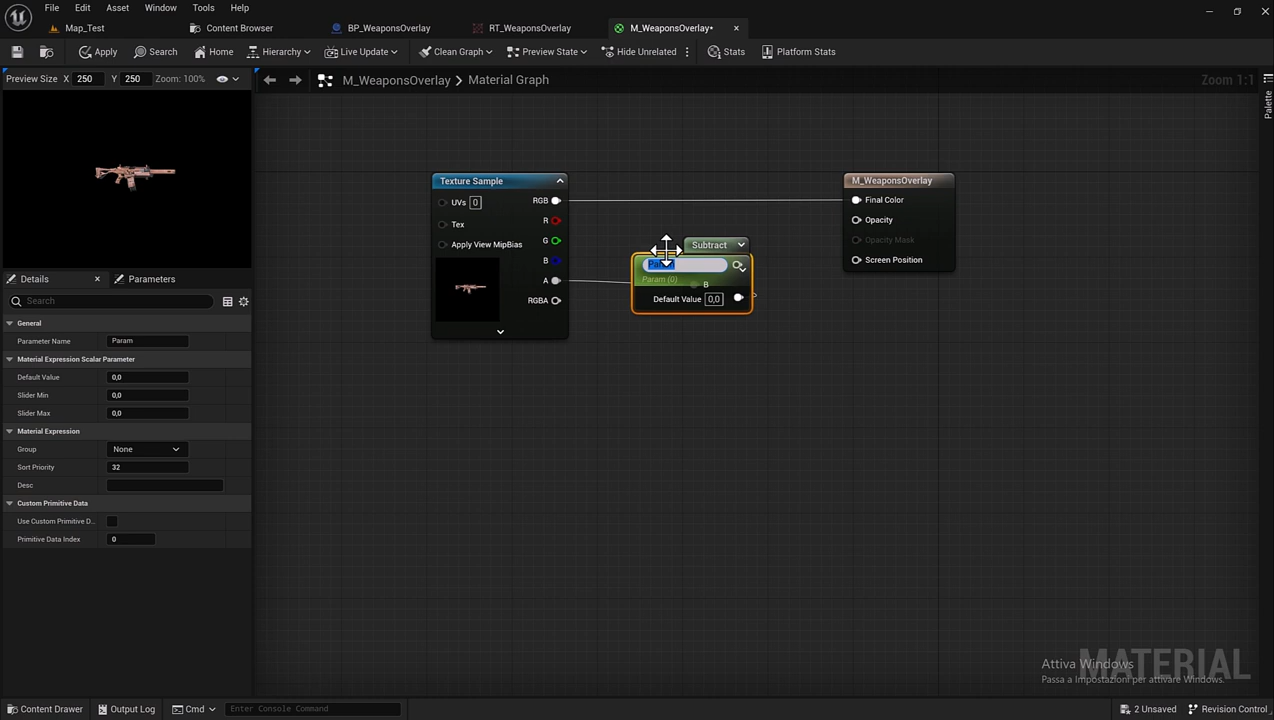 File Edit Asset Window Tools Help
Map_Test Content Browser BP_WeaponsOverlay RT_WeaponsOverlay M_WeaponsOverlay•
Apply Search Home Hierarchy Live Update Clean Graph Preview State Hide Unrelated Stats Platform Stats
Preview Size X 250 Y 250 Zoom: 100%
M_WeaponsOverlay > Material Graph
Zoom 1:1
Palette
Texture Sample
UVs 0
Tex
Apply View MipBias
RGB
R
G
B
A
RGBA
Subtract
Param (0)
B
Default Value 0,0
M_WeaponsOverlay
Final Color
Opacity
Opacity Mask
Screen Position
Details Parameters
Search
General
Parameter Name Param
Material Expression Scalar Parameter
Default Value 0,0
Slider Min 0,0
Slider Max 0,0
Material Expression
Group None
Sort Priority 32
Desc
Custom Primitive Data
Use Custom Primitive D...
Primitive Data Index 0
MATERIAL
Attiva Windows
Passa a Impostazioni per attivare Windows.
Content Drawer Output Log Cmd Enter Console Command 2 Unsaved Revision Control